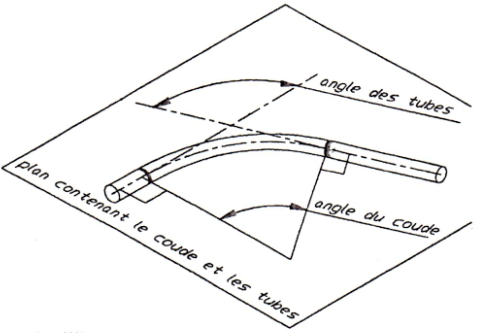 angle des tubes
angle du coude
plan contenant le coude et les tubes